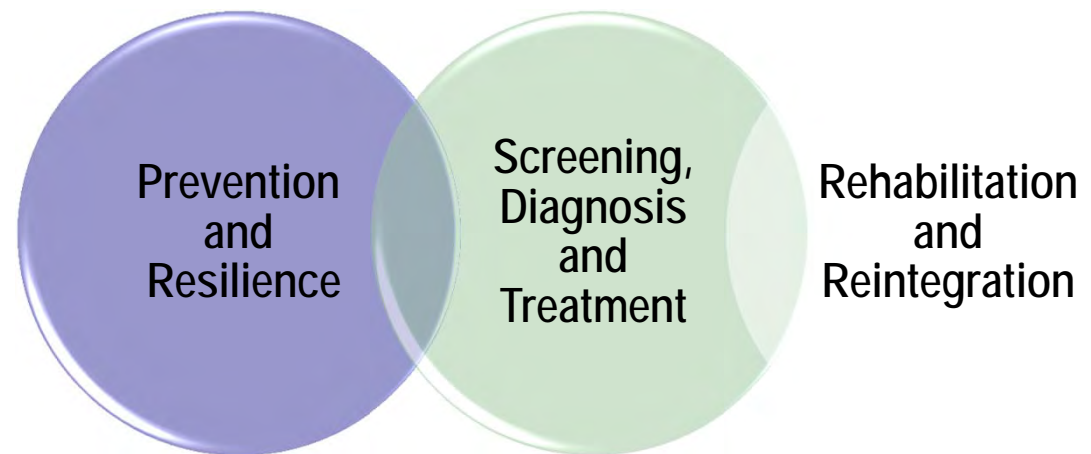 Prevention
and
Resilience
Screening,
Diagnosis
and
Treatment
Rehabilitation
and
Reintegration